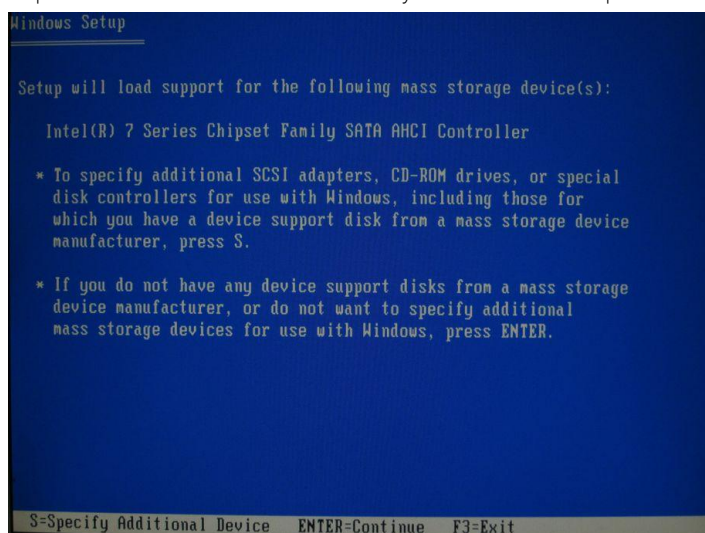 Windows Setup
Setup will load support for the following mass storage device(s):
Intel(R) 7 Series Chipset Family SATA AHCI Controller
* To specify additional SCSI adapters, CD-ROM drives, or special
disk controllers for use with Windows, including those for
which you have a device support disk from a mass storage device
manufacturer, press S.
* If you do not have any device support disks from a mass storage
device manufacturer, or do not want to specify additional
mass storage devices for use with Windows, press ENTER.
S=Specify Additional Device ENTER=Continue F3=Exit